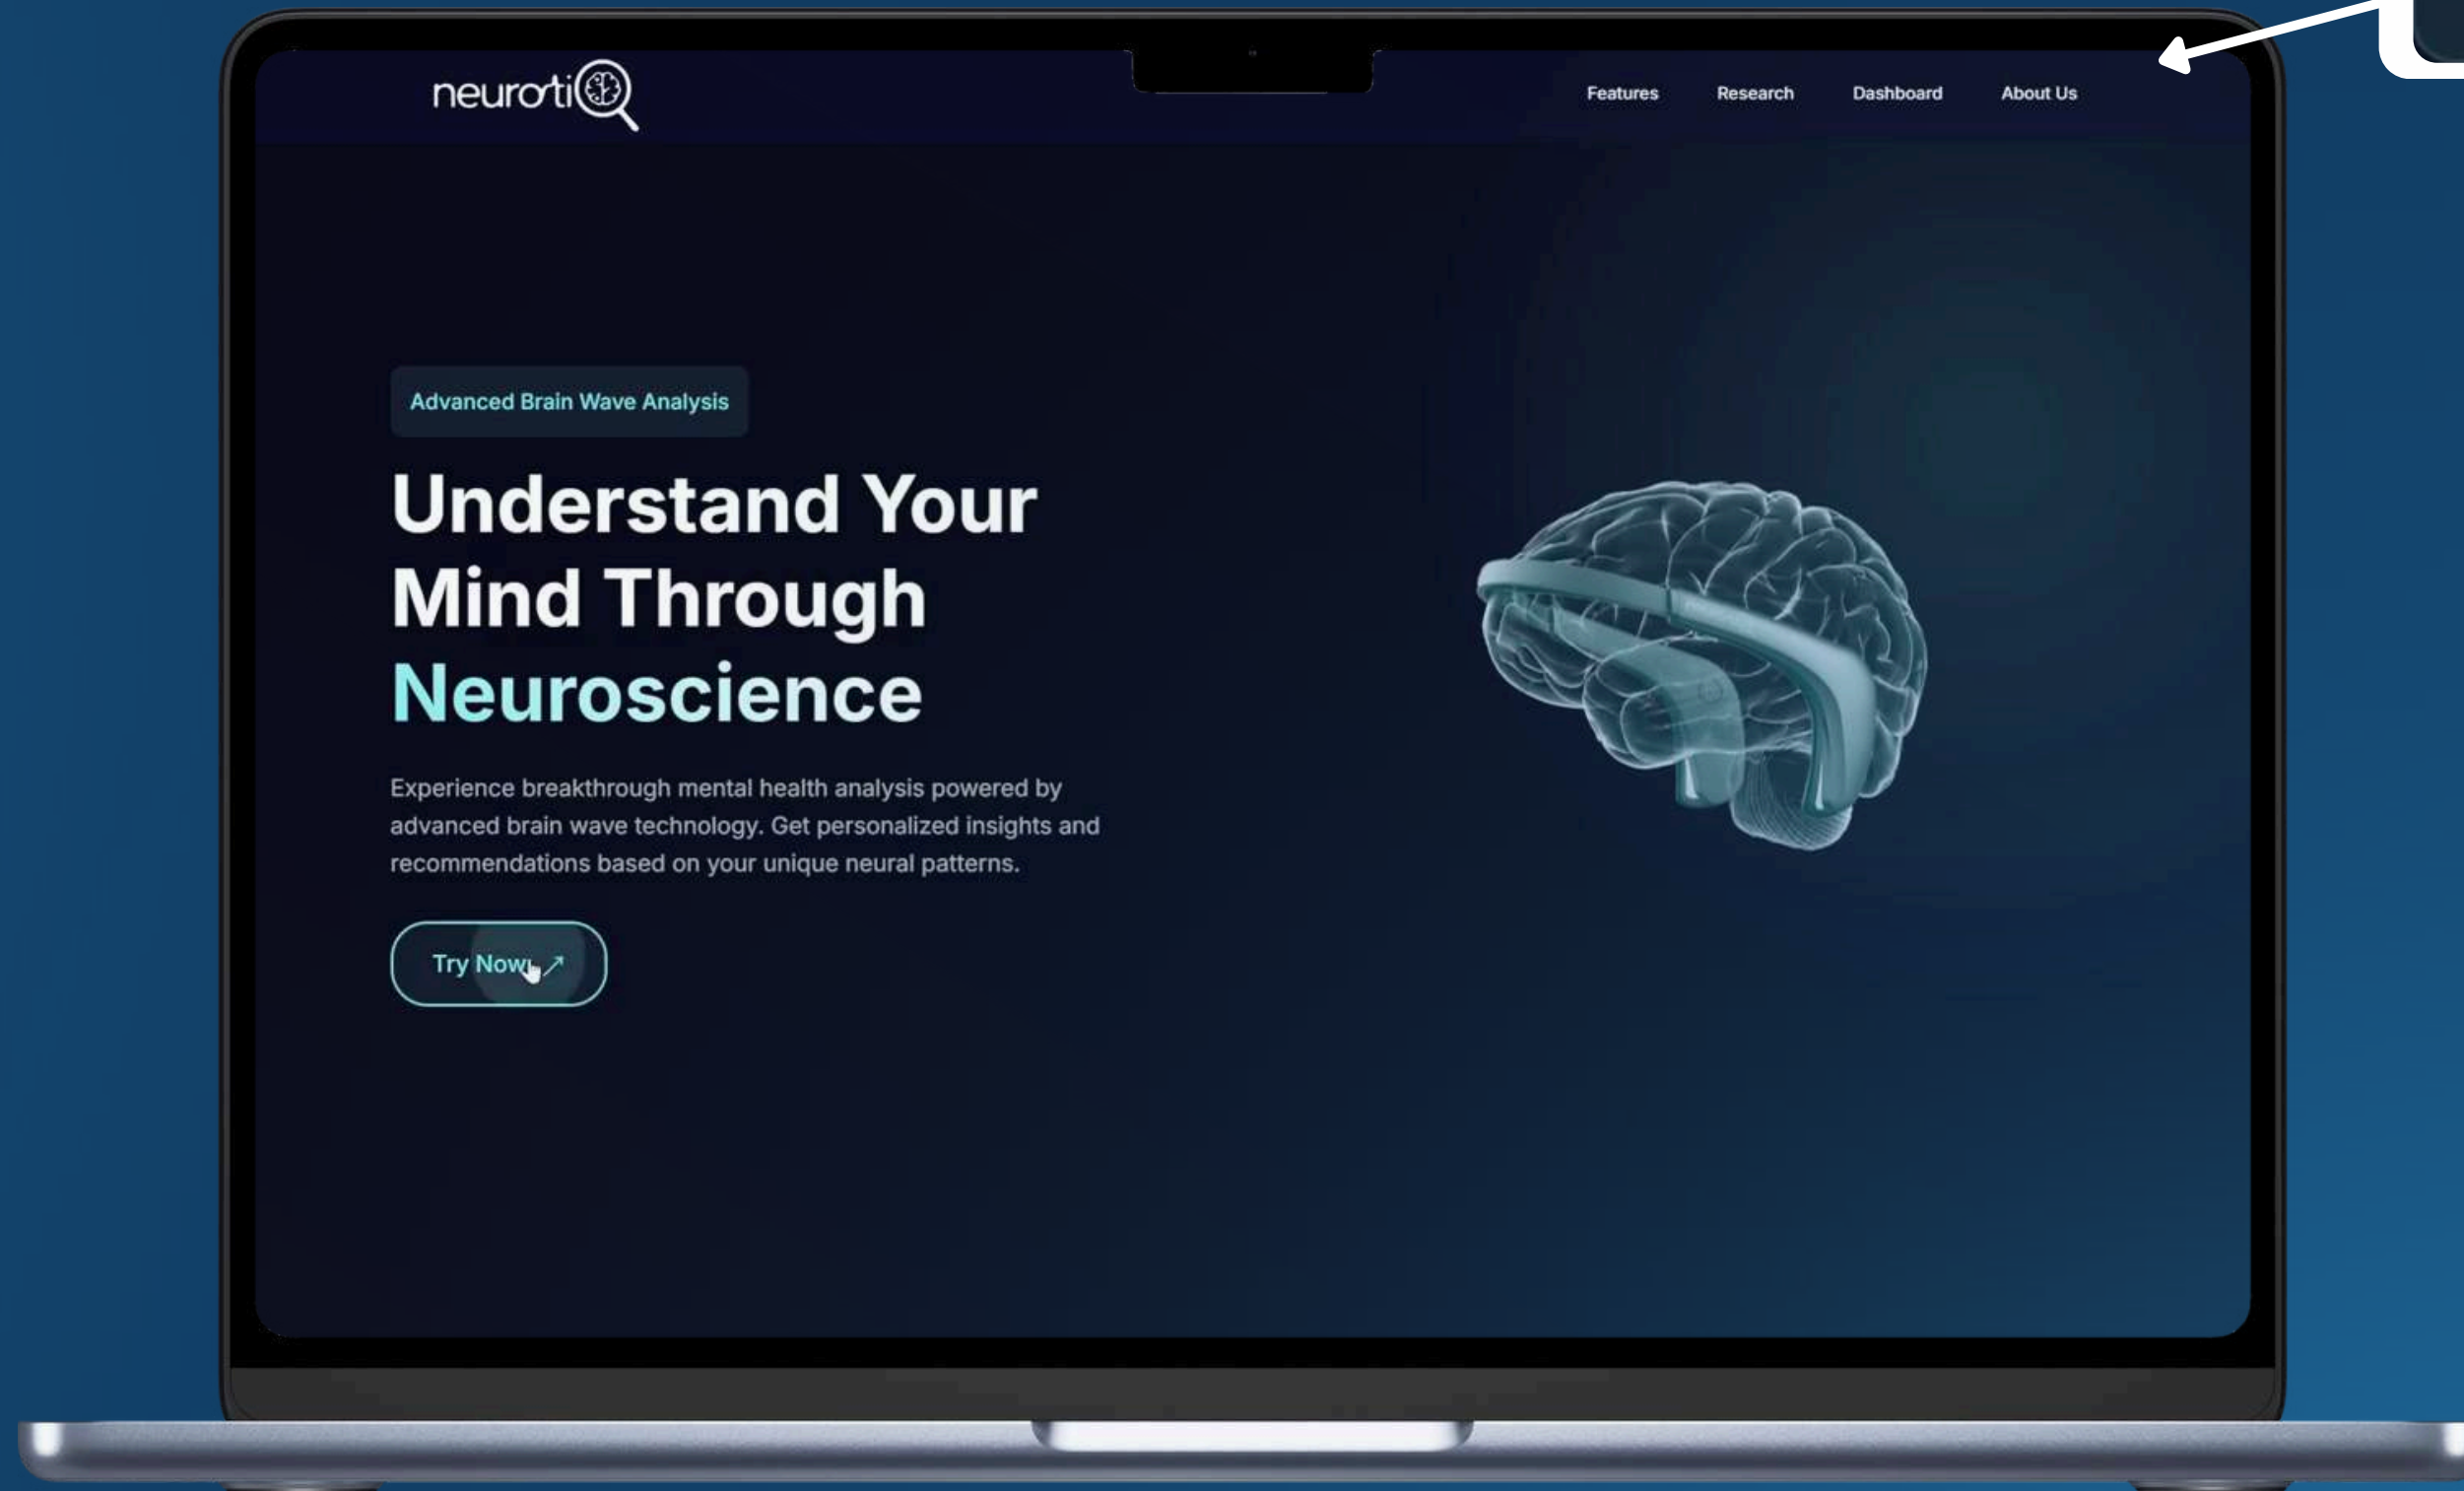 neurotiQ
Features Research Dashboard About Us
Advanced Brain Wave Analysis
Understand Your
Mind Through
Neuroscience
Experience breakthrough mental health analysis powered by
advanced brain wave technology. Get personalized insights and
recommendations based on your unique neural patterns.
Try Now ↗